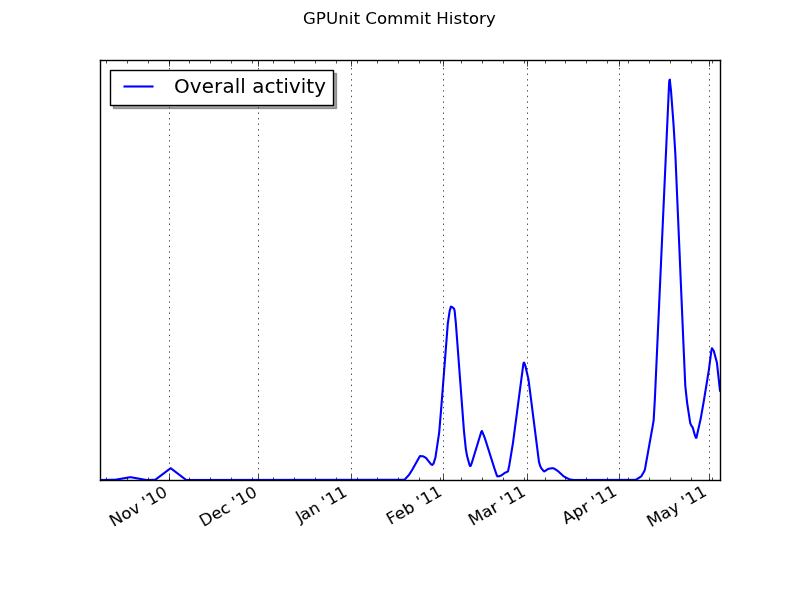 GPUnit Commit History
Overall activity
Nov '10
Dec '10
Jan '11
Feb '11
Mar '11
Apr '11
May '11